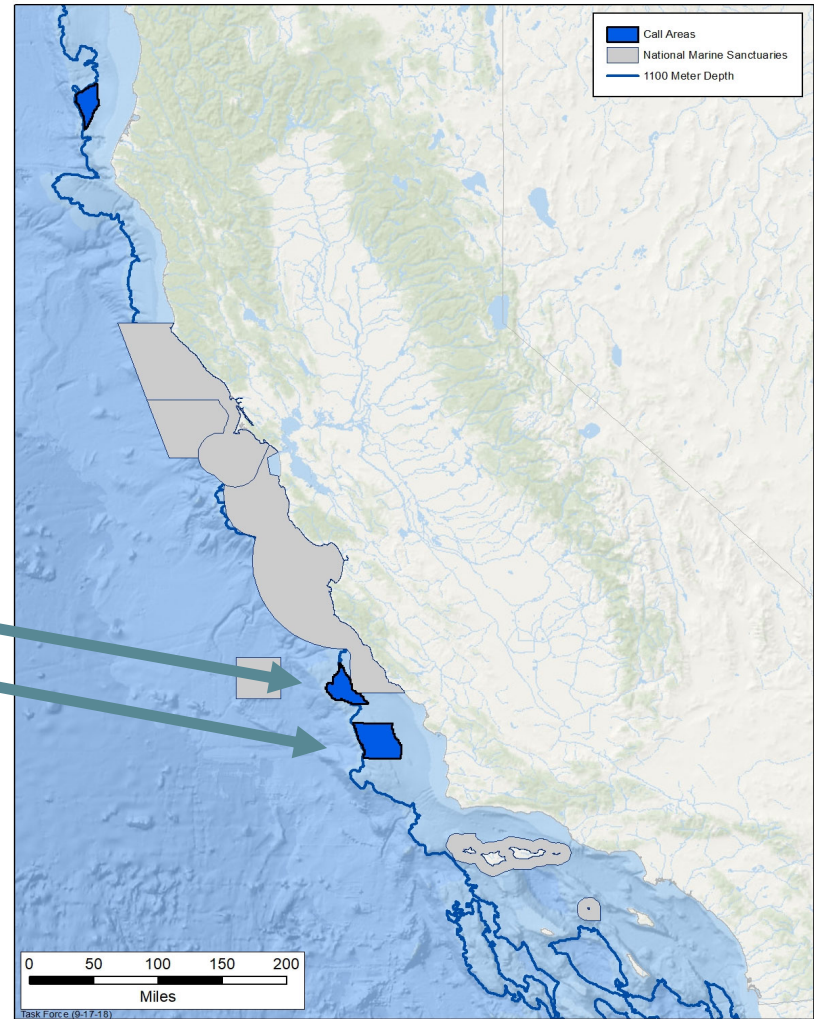 Call Areas
National Marine Sanctuaries
1100 Meter Depth
0 50 100 150 200
Miles
Task Force (9-17-18)